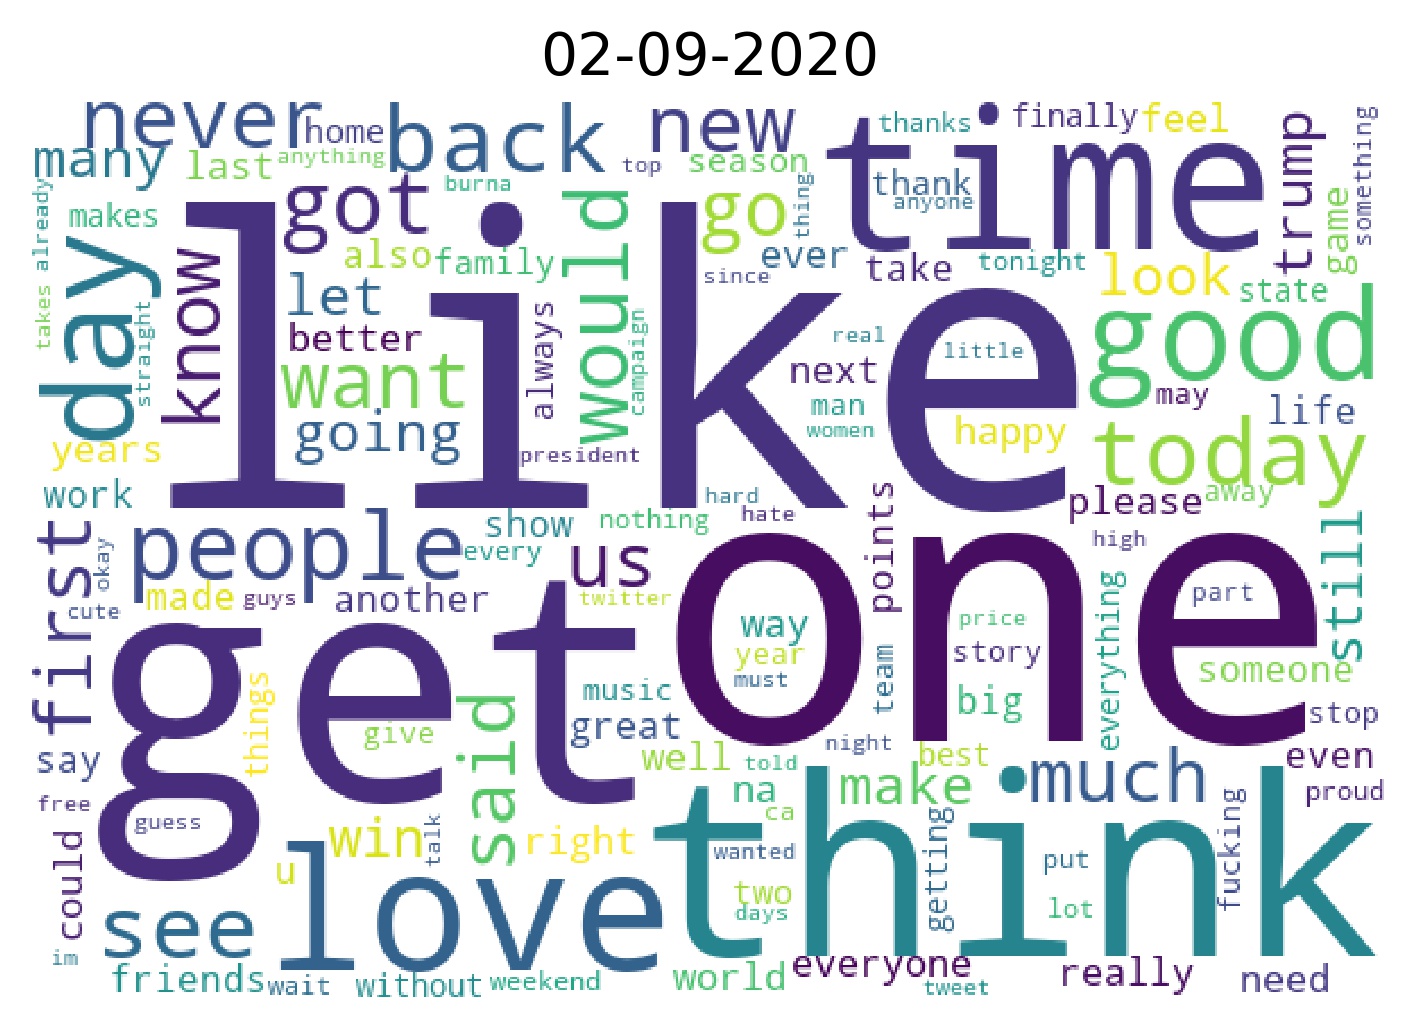 02-09-2020
never
home
back
new
time
thanks
finally
feel
trump
something
many
last
anything
top
season
thank
anyone
thing
game
takes already
makes
got
burna
would
go
ever
take
tonight
look
state
day
know
also
family
like
since
good
straight
let
better
always
campaign
real
little
next
may
life
want
man
women
happy
today
years
going
president
work
hard
hate
points
please
away
first
people
show
nothing
every
us
one
high
still
okay
cute
made
guys
another
twitter
way
year
must
price
story
everything
part
someone
get
things
give
said
music
great
team
big
stop
say
well
told
night
best
even
free
guess
na
make
much
proud
could
win
talk
right
ca
think
wanted
getting
put
fucking
u
love
two
days
lot
see
im
friends
wait
without
weekend
world
everyone
tweet
really
need